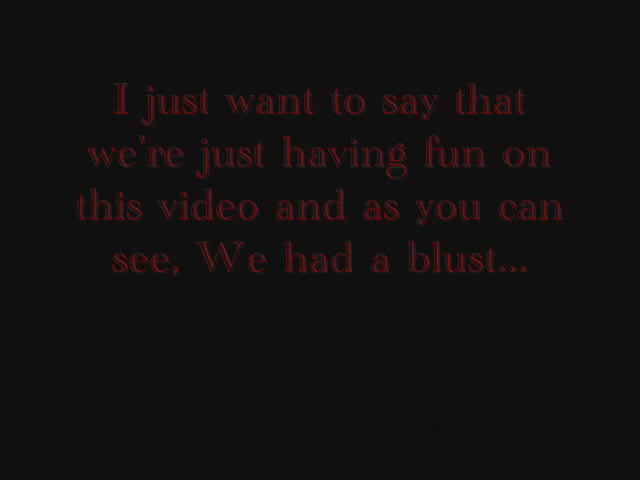 I just want to say that
we're just having fun on
this video and as you can
see, We had a blust...